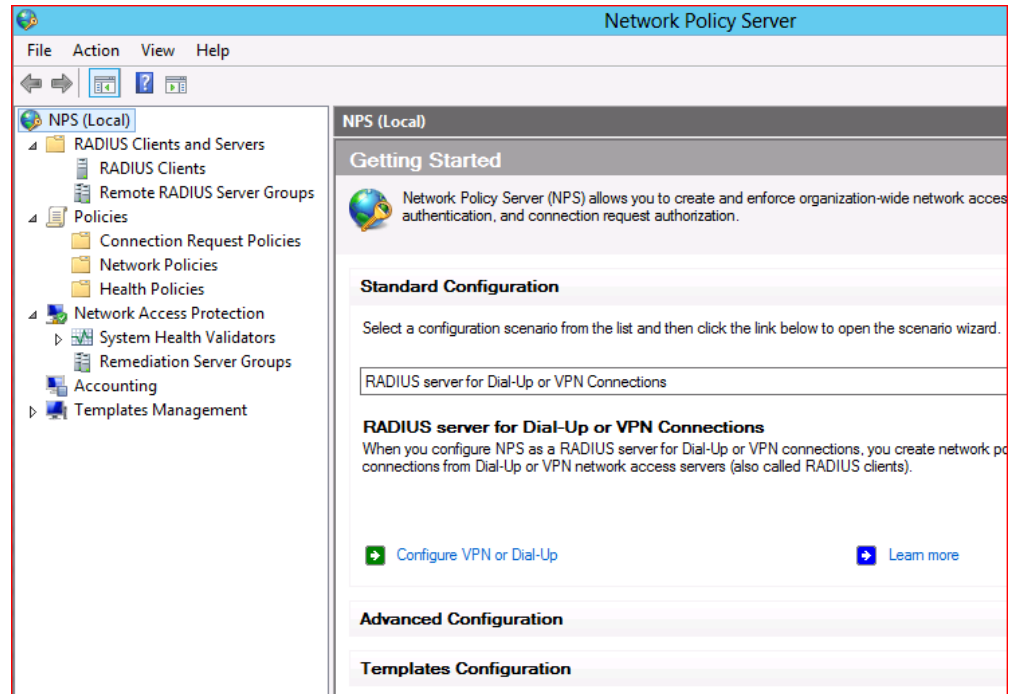 Network Policy Server
File Action View Help
NPS (Local)
RADIUS Clients and Servers
RADIUS Clients
Remote RADIUS Server Groups
Policies
Connection Request Policies
Network Policies
Health Policies
Network Access Protection
System Health Validators
Remediation Server Groups
Accounting
Templates Management
NPS (Local)
Getting Started
Network Policy Server (NPS) allows you to create and enforce organization-wide network acces
authentication, and connection request authorization.
Standard Configuration
Select a configuration scenario from the list and then click the link below to open the scenario wizard.
RADIUS server for Dial-Up or VPN Connections
RADIUS server for Dial-Up or VPN Connections
When you configure NPS as a RADIUS server for Dial-Up or VPN connections, you create network po
connections from Dial-Up or VPN network access servers (also called RADIUS clients).
Configure VPN or Dial-Up Learn more
Advanced Configuration
Templates Configuration